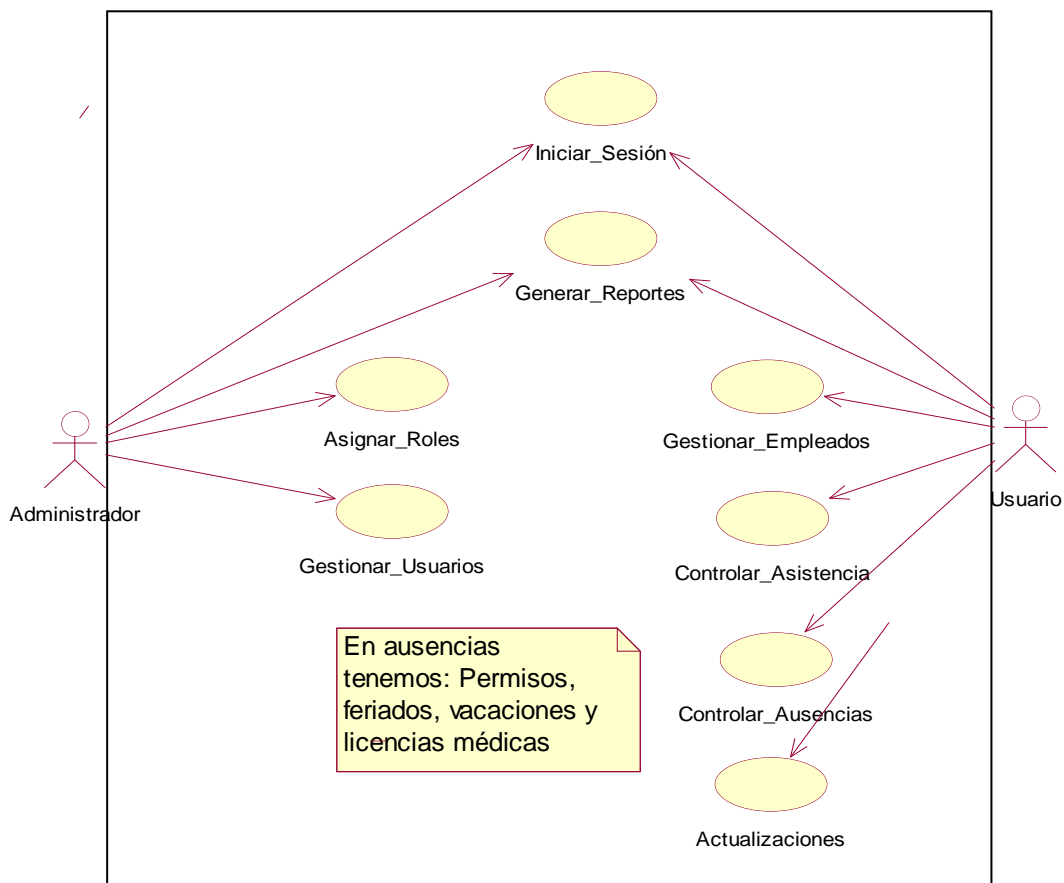 Iniciar_Sesión
Generar_Reportes
Asignar_Roles
Gestionar_Empleados
Administrador
Usuario
Gestionar_Usuarios
Controlar_Asistencia
En ausencias
tenemos: Permisos,
feriados, vacaciones y
licencias médicas
Controlar_Ausencias
Actualizaciones